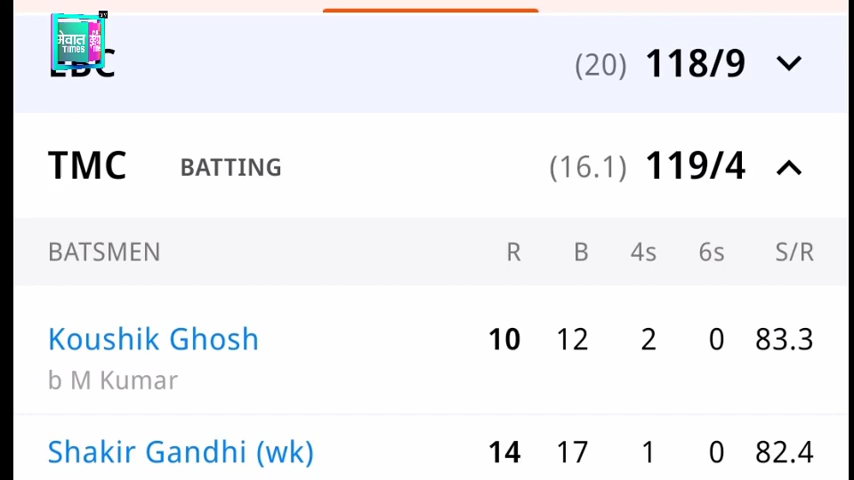 मेवात
TIMES
(20) 118/9
TMC BATTING (16.1) 119/4
BATSMEN R B 4s 6s S/R
Koushik Ghosh 10 12 2 0 83.3
b M Kumar
Shakir Gandhi (wk) 14 17 1 0 82.4